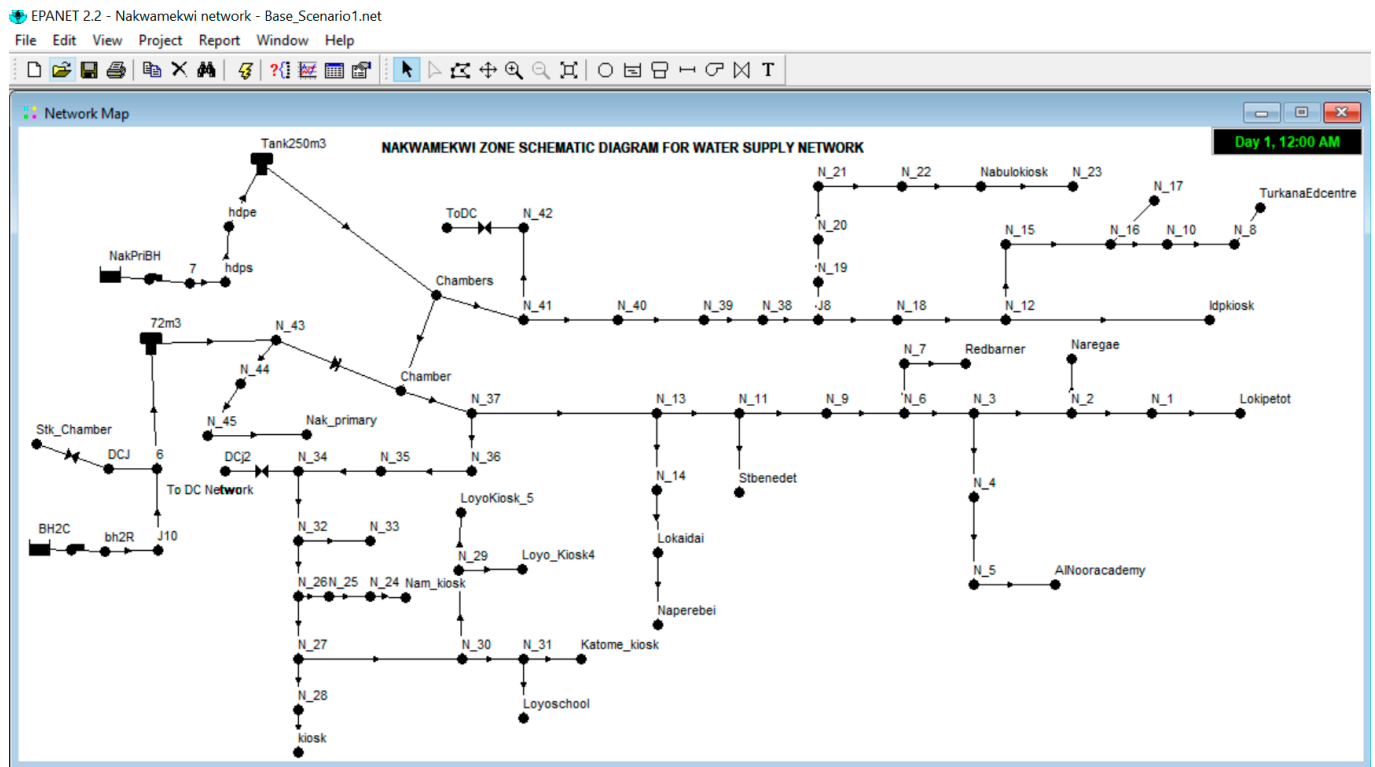 EPANET 2.2 - Nakwamekwi network - Base_Scenario1.net
File Edit View Project Report Window Help
Network Map
Day 1, 12:00 AM
NAKWAMEKWI ZONE SCHEMATIC DIAGRAM FOR WATER SUPPLY NETWORK
Tank250m3
N_21 N_22 Nabulokiosk N_23
N_17
TurkanaEdcentre
hdpe
ToDC N_42
N_20
N_15 N_16 N_10 N_8
NakPriBH
7 hdps
N_19
Chambers
N_41 N_40 N_39 N_38 J8 N_18 N_12 Idpkiosk
72m3 N_43
N_7 Redbarner Naregae
N_44
Chamber
N_37 N_13 N_11 N_9 N_6 N_3 N_2 N_1 Lokipetot
N_45 Nak_primary
Stk_Chamber
DCJ 6
DCj2 N_34 N_35 N_36
To DC Network
N_14 Stbenedet
N_4
LoyoKiosk_5
BH2C bh2R J10
N_32 N_33
Lokaidai
N_29 Loyo_Kiosk4
N_26 N_25 N_24 Nam_kiosk
N_5 AlNooracademy
Naperebei
N_27 N_30 N_31 Katome_kiosk
N_28
Loyoschool
kiosk